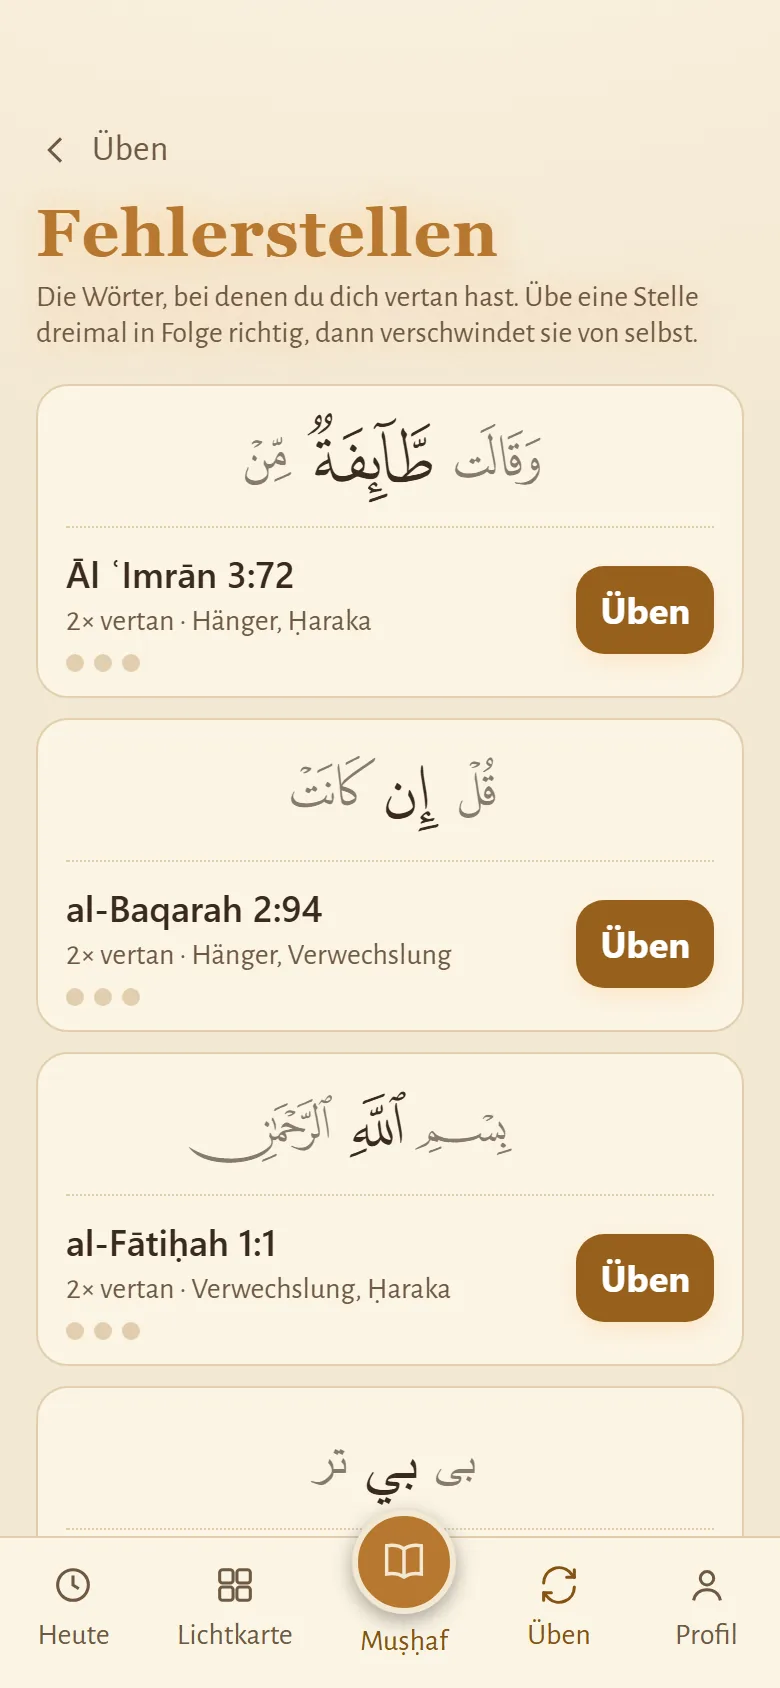 Üben
Fehlerstellen
Die Wörter, bei denen du dich vertan hast. Übe eine Stelle
dreimal in Folge richtig, dann verschwindet sie von selbst.
وَقَالَت طَّآئِفَةٌ مِّنۡ
Āl ʿImrān 3:72
Üben
2× vertan · Hänger, Ḥaraka
قُلۡ إِن كَانَتۡ
al-Baqarah 2:94
Üben
2× vertan · Hänger, Verwechslung
بِسۡمِ ٱللَّهِ ٱلرَّحۡمَٰنِ
al-Fātiḥah 1:1
Üben
2× vertan · Verwechslung, Ḥaraka
بى بي تر
Heute
Lichtkarte
Muṣḥaf
Üben
Profil